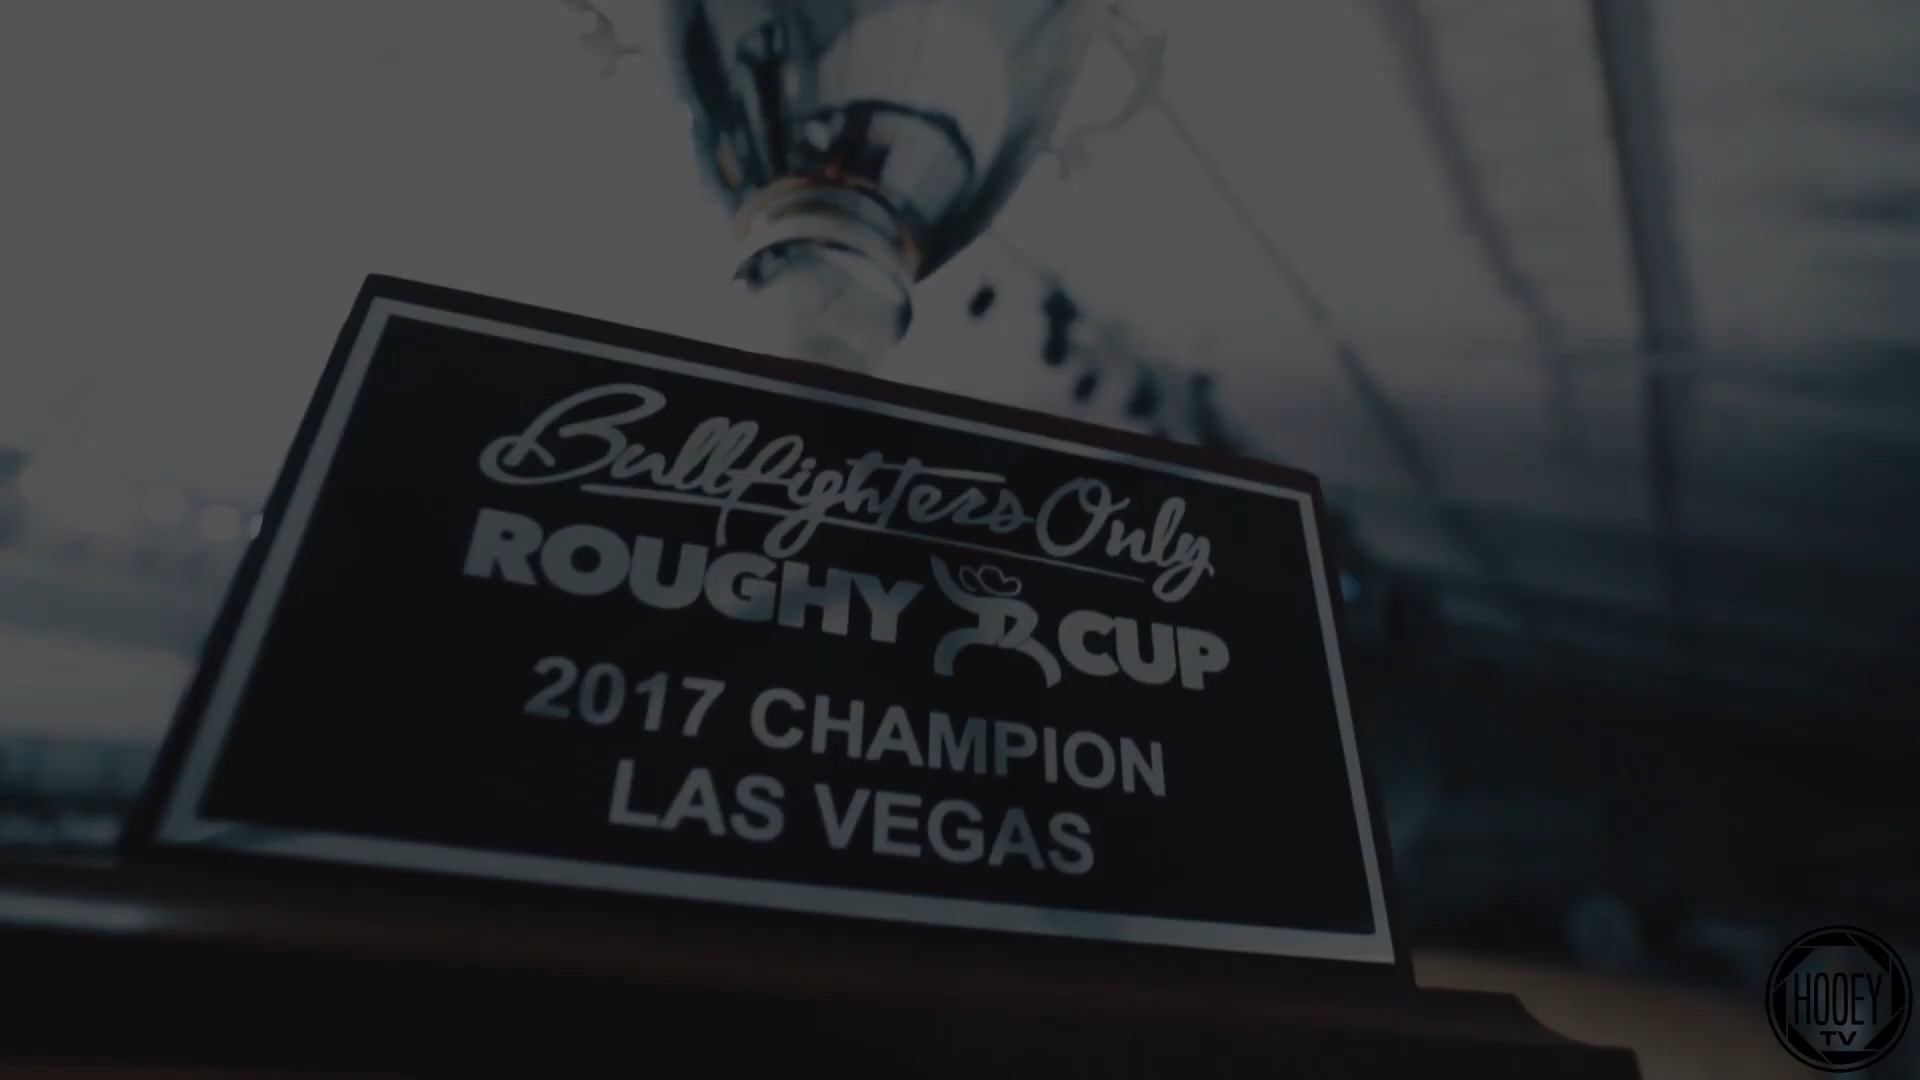 Bullfighters Only
ROUGHY CUP
2017 CHAMPION
LAS VEGAS
HOOEY
TV